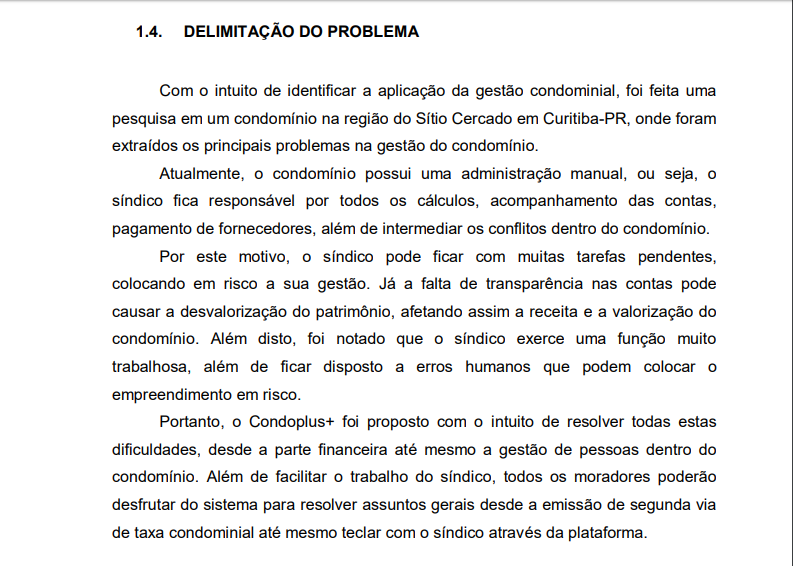 1.4. DELIMITAÇÃO DO PROBLEMA
Com o intuito de identificar a aplicação da gestão condominial, foi feita uma
pesquisa em um condomínio na região do Sítio Cercado em Curitiba-PR, onde foram
extraídos os principais problemas na gestão do condomínio.
Atualmente, o condomínio possui uma administração manual, ou seja, o
síndico fica responsável por todos os cálculos, acompanhamento das contas,
pagamento de fornecedores, além de intermediar os conflitos dentro do condomínio.
Por este motivo, o síndico pode ficar com muitas tarefas pendentes,
colocando em risco a sua gestão. Já a falta de transparência nas contas pode
causar a desvalorização do patrimônio, afetando assim a receita e a valorização do
condomínio. Além disto, foi notado que o síndico exerce uma função muito
trabalhosa, além de ficar disposto a erros humanos que podem colocar o
empreendimento em risco.
Portanto, o Condoplus+ foi proposto com o intuito de resolver todas estas
dificuldades, desde a parte financeira até mesmo a gestão de pessoas dentro do
condomínio. Além de facilitar o trabalho do síndico, todos os moradores poderão
desfrutar do sistema para resolver assuntos gerais desde a emissão de segunda via
de taxa condominial até mesmo teclar com o síndico através da plataforma.